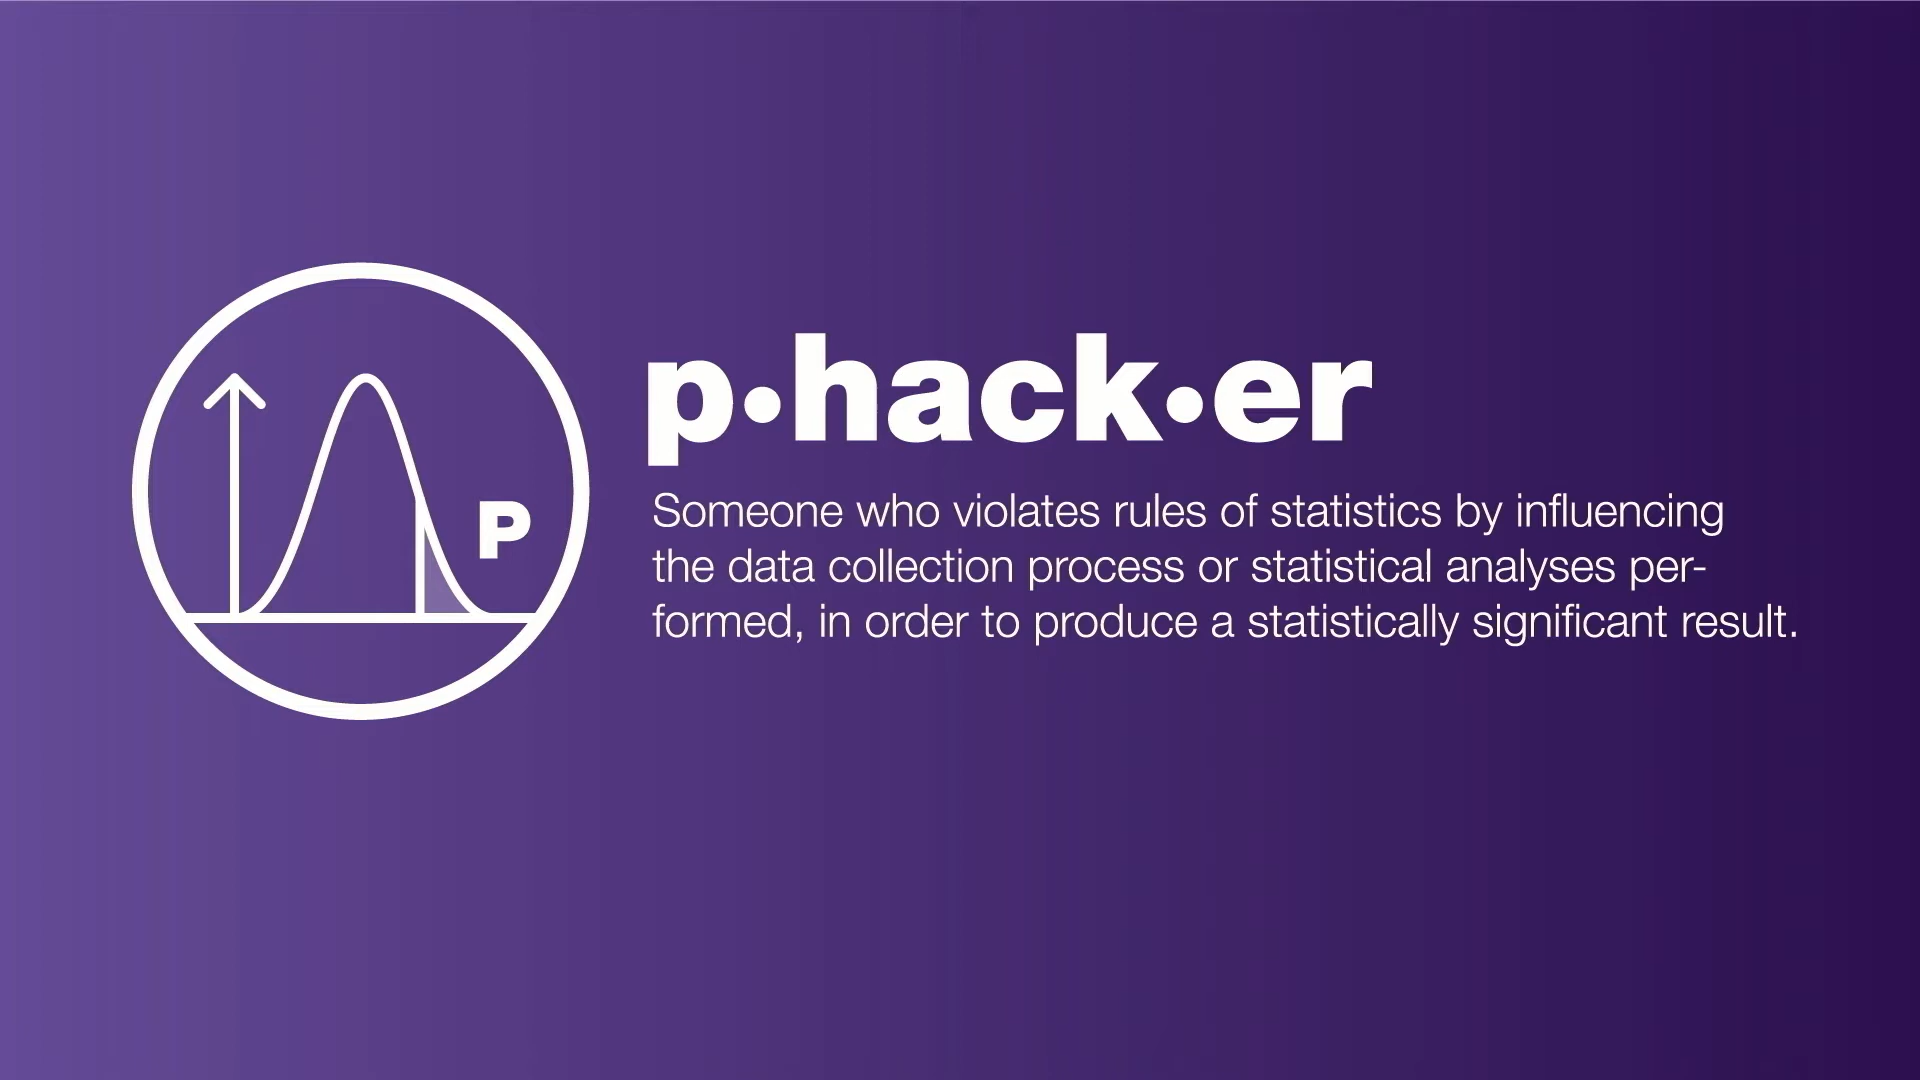 p•hack•er
P
Someone who violates rules of statistics by influencing
the data collection process or statistical analyses per-
formed, in order to produce a statistically significant result.